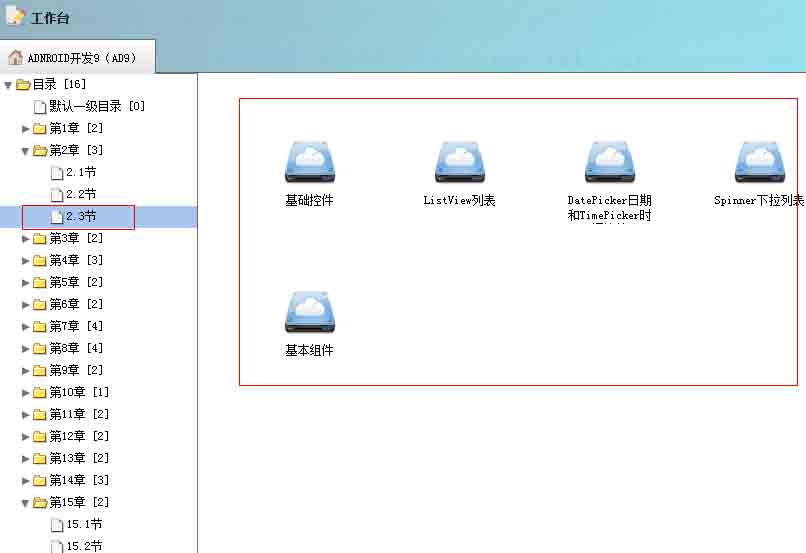 工作台
ADNROID开发9（AD9）
目录 [16]
默认一级目录 [0]
第1章 [2]
第2章 [3]
2.1节
2.2节
2.3节
第3章 [2]
第4章 [3]
第5章 [2]
第6章 [2]
第7章 [4]
第8章 [4]
第9章 [2]
第10章 [1]
第11章 [2]
第12章 [2]
第13章 [2]
第14章 [3]
第15章 [2]
15.1节
15.2节
基础控件
ListView列表
DatePicker日期
和TimePicker时
Spinner下拉列表
基本组件